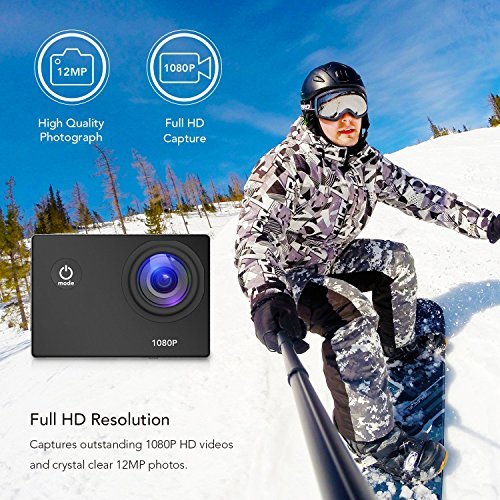 12MP
High Quality
Photograph
1080P
Full HD
Capture
mode
1080P
Full HD Resolution
Captures outstanding 1080P HD videos
and crystal clear 12MP photos.